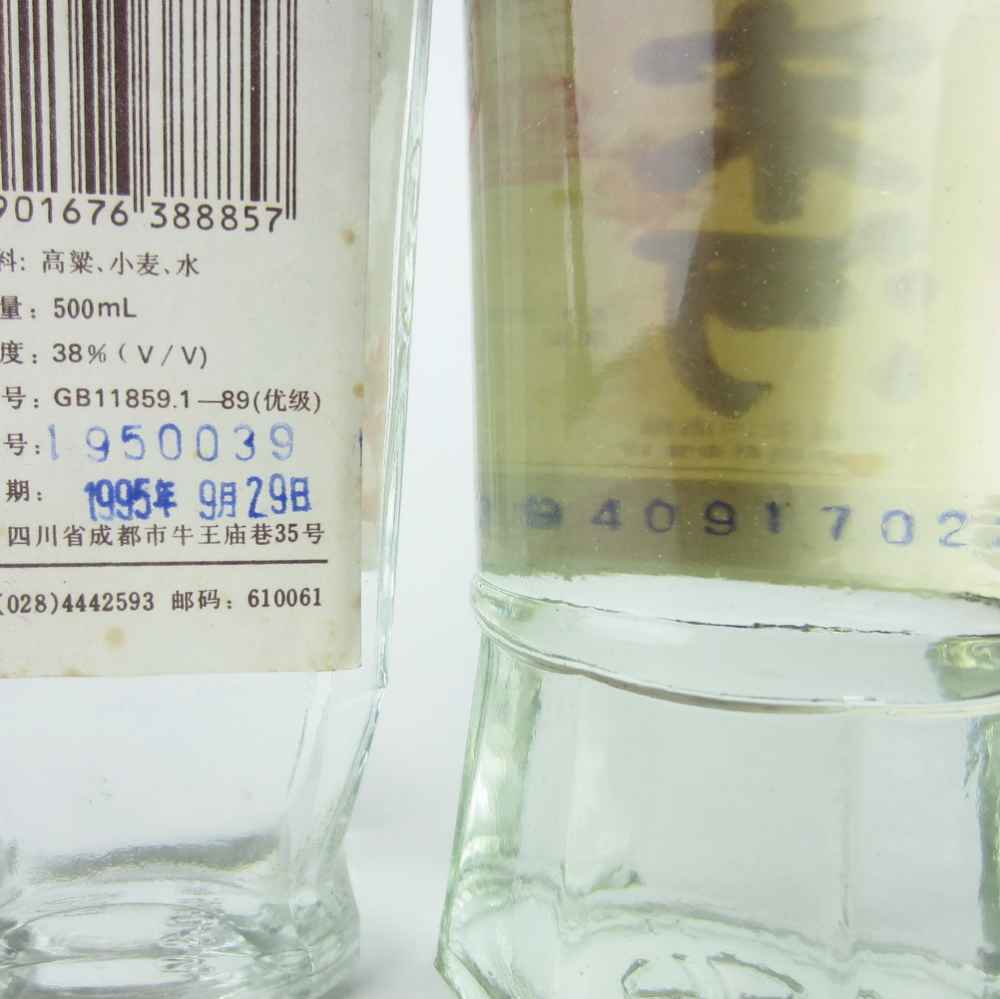 901676 388857
料: 高粱、小麦、水
量: 500mL
度: 38%（V/V)
号: GB11859.1—89(优级)
号: 1950039
期: 1995年 9月29日
四川省成都市牛王庙巷35号
(028)4442593 邮码: 610061
94091702